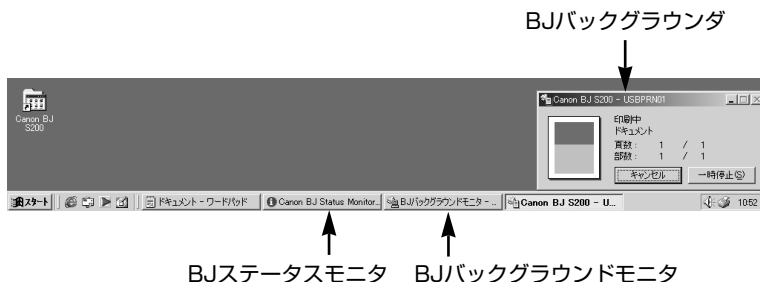 BJバックグラウンダ
Canon BJ S200 - USBPRN01
印刷中
ドキュメント
頁数: 1 / 1
部数: 1 / 1
キャンセル
一時停止(S)
Canon BJ
S200
スタート
ドキュメント - ワードパッド
Canon BJ Status Monitor...
BJバックグラウンドモニタ - ...
Canon BJ S200 - U...
10:52
BJステータスモニタ
BJバックグラウンドモニタ